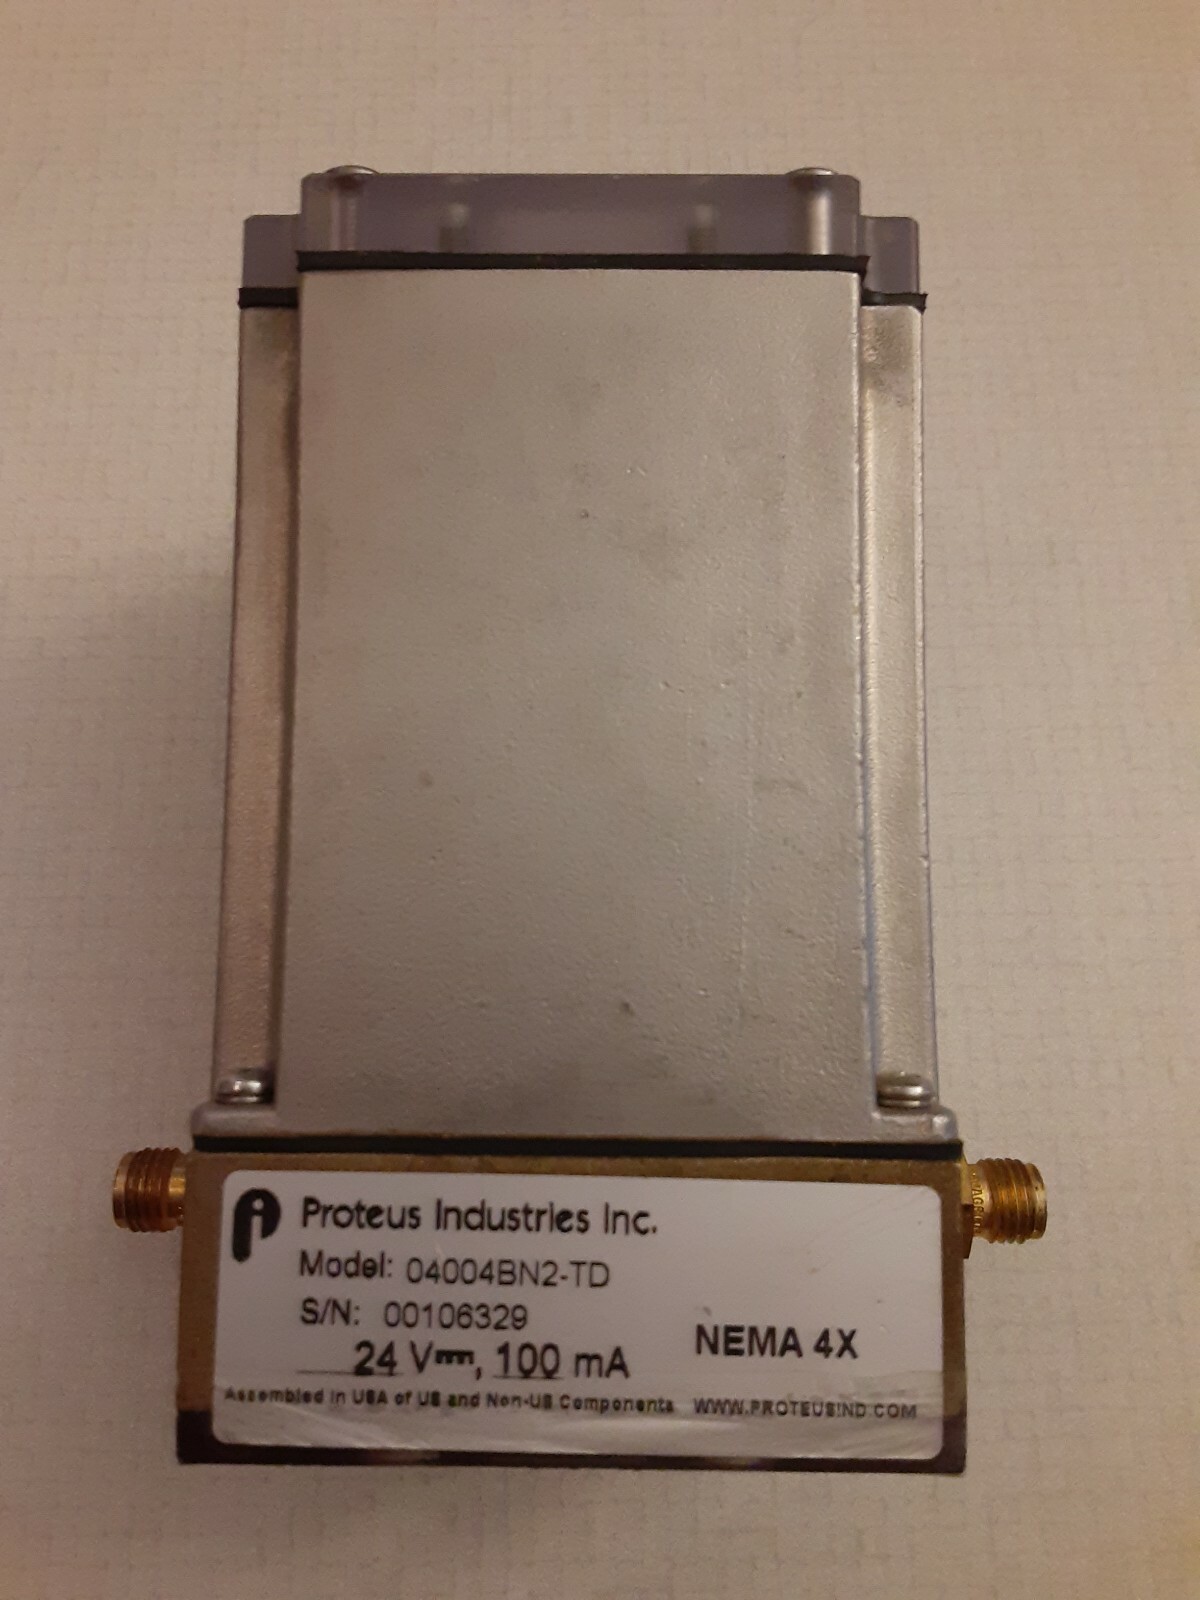 Proteus Industries Inc.
Model: 04004BN2-TD
S/N: 00106329
24 V⎓, 100 mA
NEMA 4X
Assembled in USA of US and Non-US Components WWW.PROTEUSIND.COM